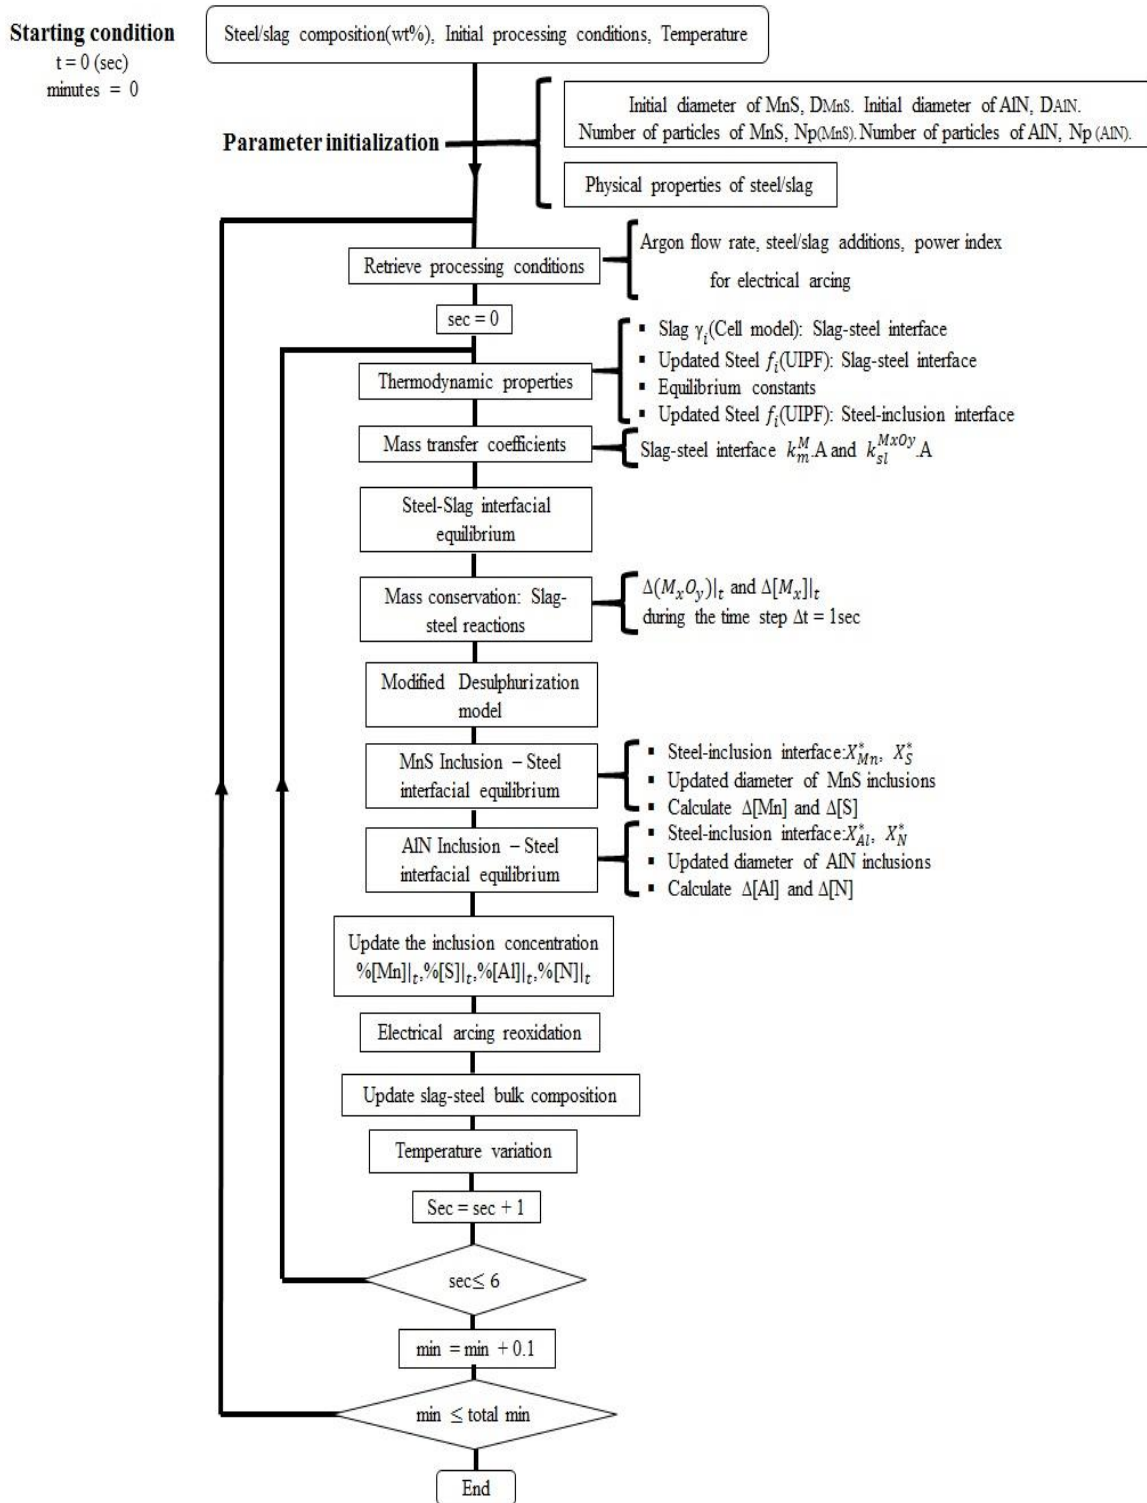 Starting condition
t = 0 (sec)
minutes = 0
Steel/slag composition(wt%), Initial processing conditions, Temperature
Parameter initialization
Initial diameter of MnS, DMnS. Initial diameter of AlN, DAlN.
Number of particles of MnS, Np(MnS). Number of particles of AlN, Np (AlN).
Physical properties of steel/slag
Retrieve processing conditions
Argon flow rate, steel/slag additions, power index
for electrical arcing
sec = 0
Thermodynamic properties
▪ Slag γᵢ(Cell model): Slag-steel interface
▪ Updated Steel fᵢ(UIPF): Slag-steel interface
▪ Equilibrium constants
▪ Updated Steel fᵢ(UIPF): Steel-inclusion interface
Mass transfer coefficients
Slag-steel interface k_m^M.A and k_sl^MxOy.A
Steel-Slag interfacial
equilibrium
Mass conservation: Slag-
steel reactions
Δ(MₓO_y)|ₜ and Δ[Mₓ]|ₜ
during the time step Δt = 1sec
Modified Desulphurization
model
MnS Inclusion – Steel
interfacial equilibrium
▪ Steel-inclusion interface:X*_Mn, X*_S
▪ Updated diameter of MnS inclusions
▪ Calculate Δ[Mn] and Δ[S]
AlN Inclusion – Steel
interfacial equilibrium
▪ Steel-inclusion interface:X*_Al, X*_N
▪ Updated diameter of AlN inclusions
▪ Calculate Δ[Al] and Δ[N]
Update the inclusion concentration
%[Mn]|ₜ,%[S]|ₜ,%[Al]|ₜ,%[N]|ₜ
Electrical arcing reoxidation
Update slag-steel bulk composition
Temperature variation
Sec = sec + 1
sec≤ 6
min = min + 0.1
min ≤ total min
End